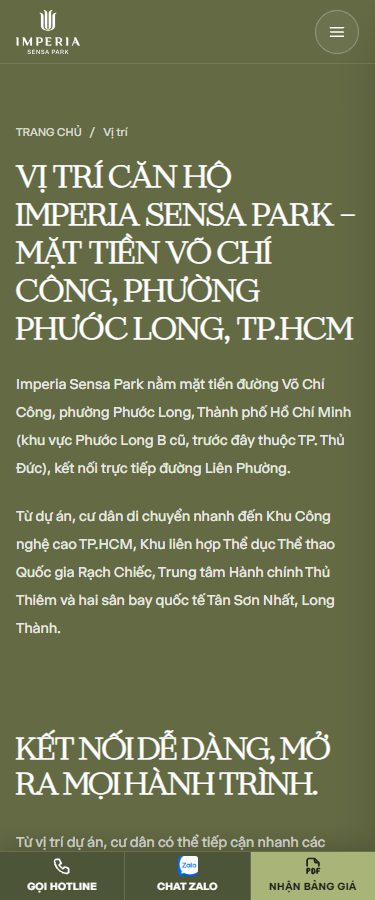 IMPERIA
SENSA PARK
TRANG CHỦ / Vị trí
VỊ TRÍ CĂN HỘ
IMPERIA SENSA PARK –
MẶT TIỀN VÕ CHÍ
CÔNG, PHƯỜNG
PHƯỚC LONG, TP.HCM
Imperia Sensa Park nằm mặt tiền đường Võ Chí
Công, phường Phước Long, Thành phố Hồ Chí Minh
(khu vực Phước Long B cũ, trước đây thuộc TP. Thủ
Đức), kết nối trực tiếp đường Liên Phường.
Từ dự án, cư dân di chuyển nhanh đến Khu Công
nghệ cao TP.HCM, Khu liên hợp Thể dục Thể thao
Quốc gia Rạch Chiếc, Trung tâm Hành chính Thủ
Thiêm và hai sân bay quốc tế Tân Sơn Nhất, Long
Thành.
KẾT NỐI DỄ DÀNG, MỞ
RA MỌI HÀNH TRÌNH.
Từ vị trí dự án, cư dân có thể tiếp cận nhanh các
GỌI HOTLINE
Zalo
CHAT ZALO
PDF
NHẬN BẢNG GIÁ